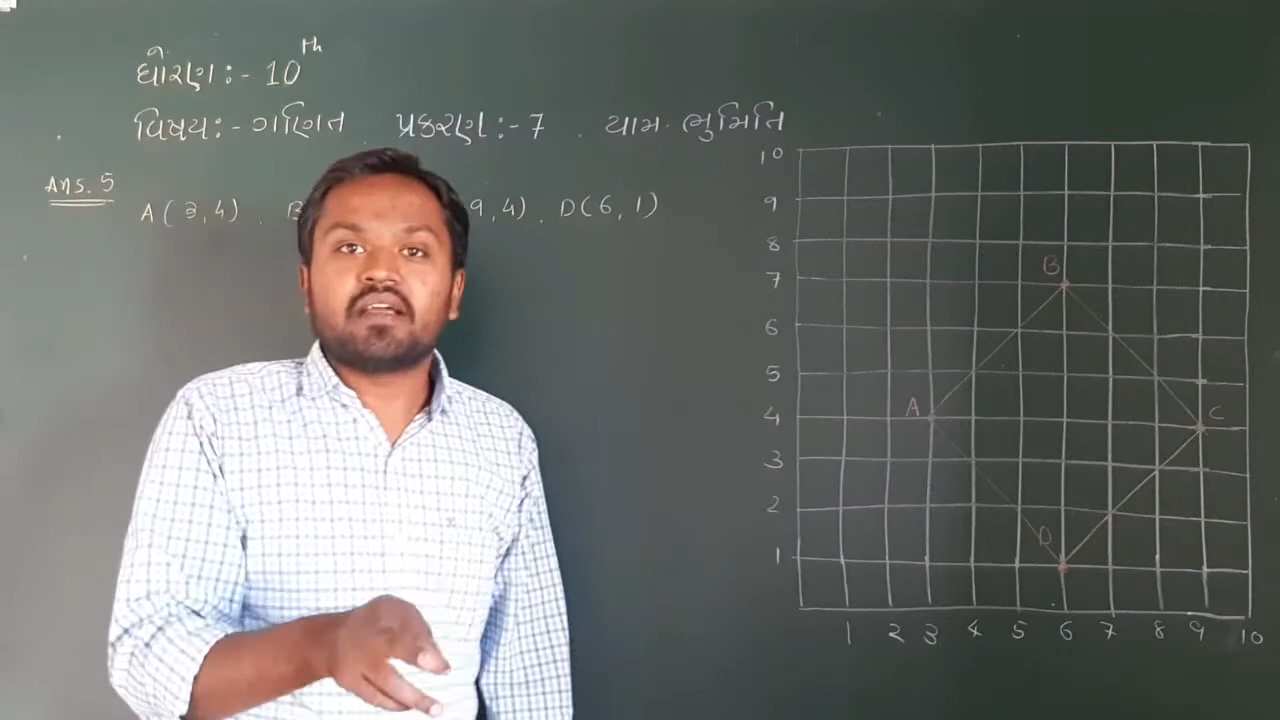 ધોરણ :- 10th
વિષય :- ગણિત પ્રકરણ :- 7 . યામ ભુમિતિ
Ans. 5
A(3,4) . B 9,4) . D(6,1)
10
9
8
7
6
5
4
3
2
1
B
A
C
D
1 2 3 4 5 6 7 8 9 10